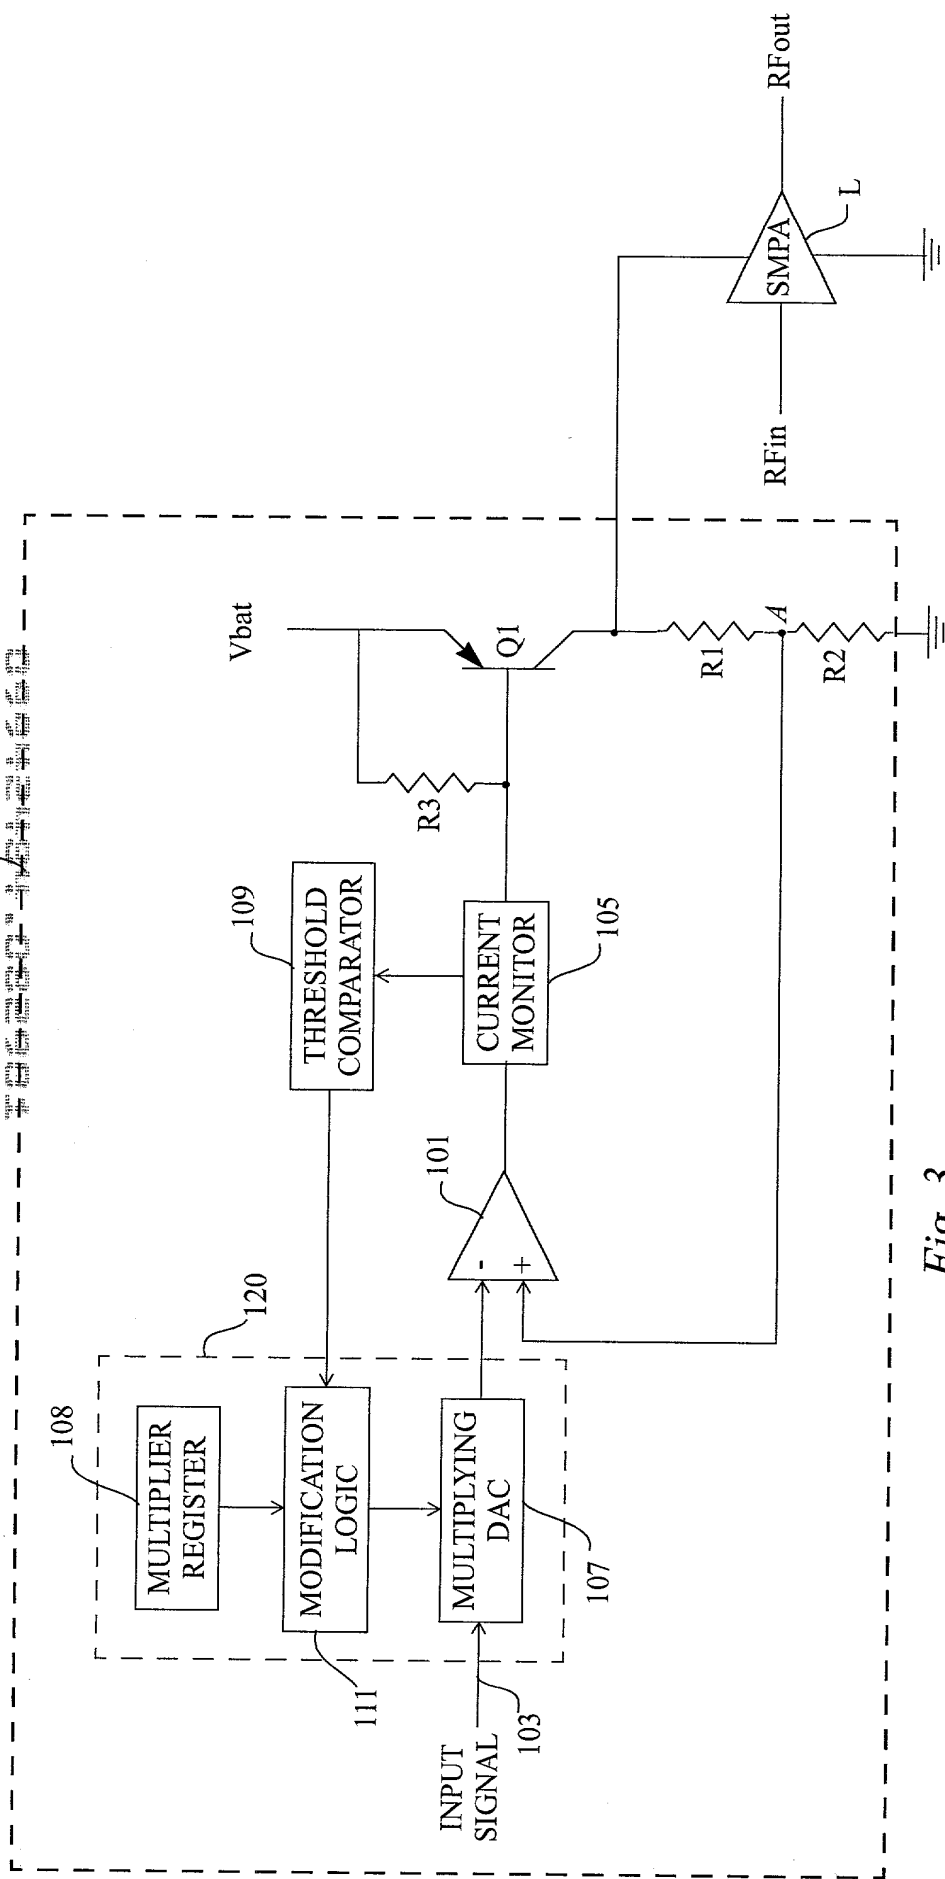 108
MULTIPLIER
REGISTER
120
MODIFICATION
LOGIC
111
MULTIPLYING
DAC
107
INPUT
SIGNAL
103
109
THRESHOLD
COMPARATOR
101
-
+
CURRENT
MONITOR
105
R3
Vbat
Q1
R1
A
R2
RFin
SMPA
L
RFout
Fig. 3